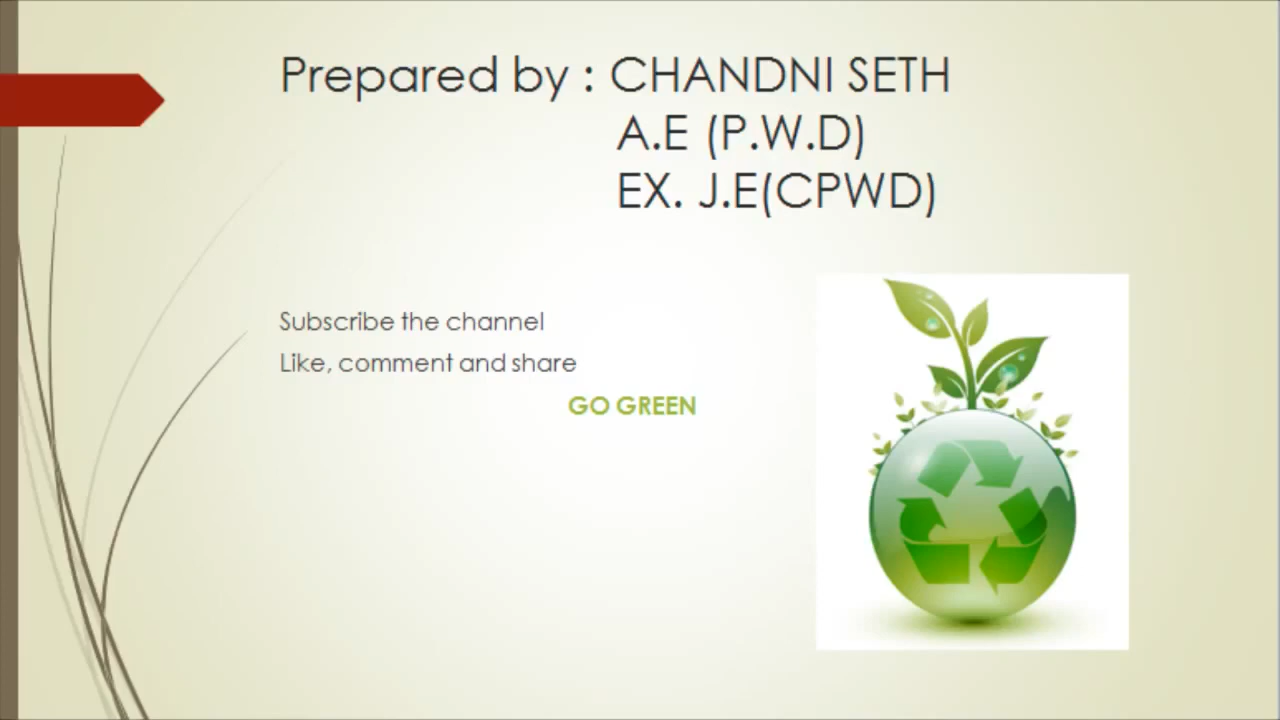 Prepared by : CHANDNI SETH
A.E (P.W.D)
EX. J.E(CPWD)
Subscribe the channel
Like, comment and share
GO GREEN